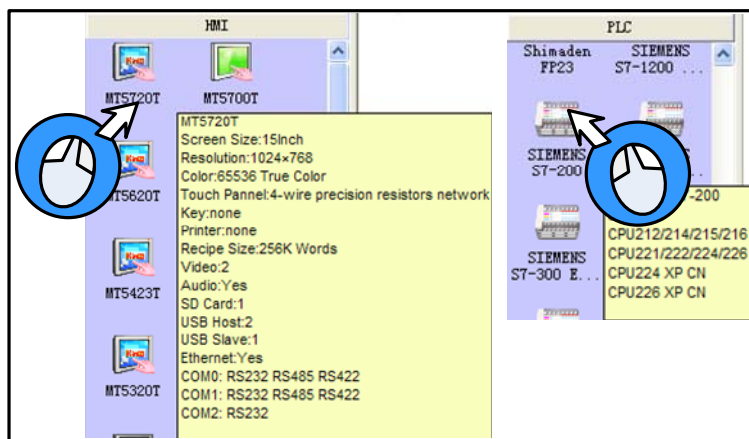 HMI
MT5720T
MT5700T
MT5720T
Screen Size:15Inch
Resolution:1024×768
Color:65536 True Color
Touch Pannel:4-wire precision resistors network
Key:none
Printer:none
Recipe Size:256K Words
Video:2
Audio:Yes
SD Card:1
USB Host:2
USB Slave:1
Ethernet:Yes
COM0: RS232 RS485 RS422
COM1: RS232 RS485 RS422
COM2: RS232
MT5620T
MT5423T
MT5320T
PLC
Shimaden
FP23
SIEMENS
S7-1200 ...
SIEMENS
S7-200
-200
CPU212/214/215/216
CPU221/222/224/226
CPU224 XP CN
CPU226 XP CN
SIEMENS
S7-300 E...